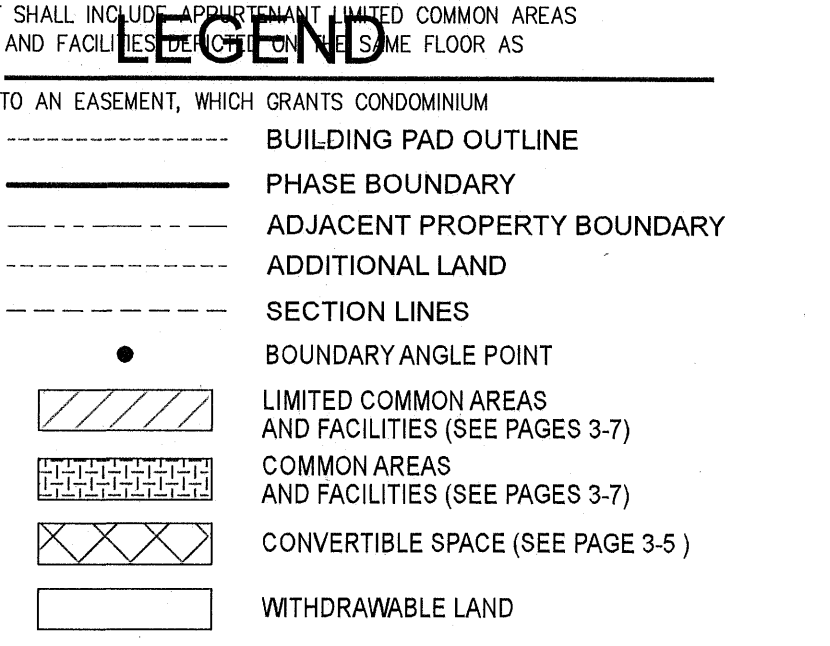 SHALL INCLUDE APPURTENANT LIMITED COMMON AREAS
LEGEND
AND FACILITIES DEPICTED ON THE SAME FLOOR AS
TO AN EASEMENT, WHICH GRANTS CONDOMINIUM
BUILDING PAD OUTLINE
PHASE BOUNDARY
ADJACENT PROPERTY BOUNDARY
ADDITIONAL LAND
SECTION LINES
BOUNDARY ANGLE POINT
LIMITED COMMON AREAS
AND FACILITIES (SEE PAGES 3-7)
COMMON AREAS
AND FACILITIES (SEE PAGES 3-7)
CONVERTIBLE SPACE (SEE PAGE 3-5 )
WITHDRAWABLE LAND